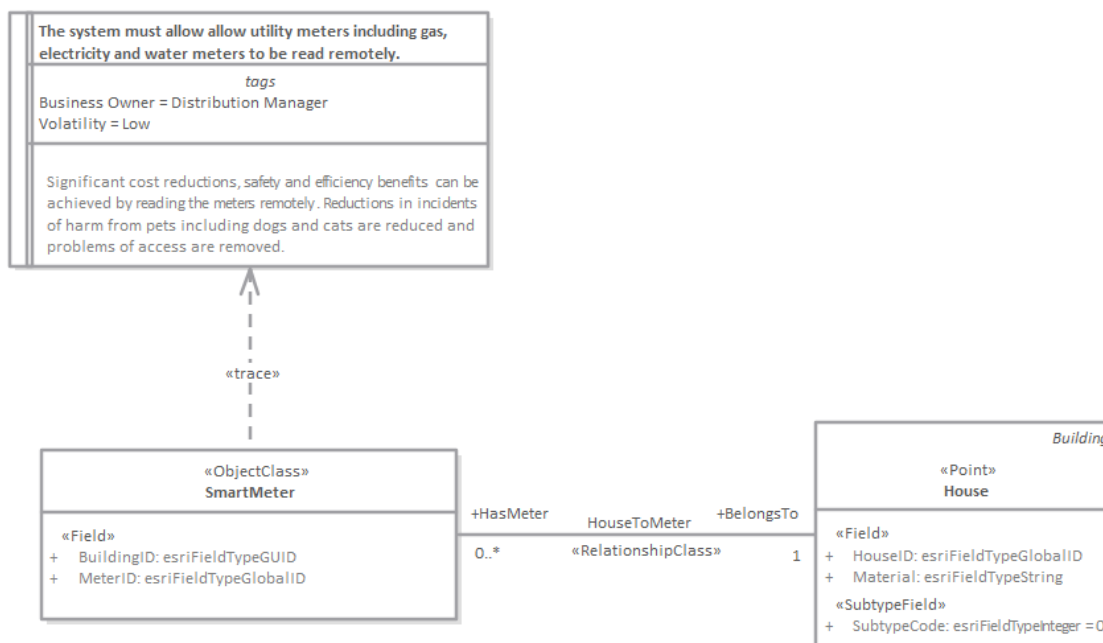 The system must allow allow utility meters including gas,
electricity and water meters to be read remotely.
tags
Business Owner = Distribution Manager
Volatility = Low
Significant cost reductions, safety and efficiency benefits can be
achieved by reading the meters remotely. Reductions in incidents
of harm from pets including dogs and cats are reduced and
problems of access are removed.
«trace»
«ObjectClass»
SmartMeter
«Field»
+ BuildingID: esriFieldTypeGUID
+ MeterID: esriFieldTypeGlobalID
+HasMeter
HouseToMeter
+BelongsTo
0..*
«RelationshipClass»
1
Building
«Point»
House
«Field»
+ HouseID: esriFieldTypeGlobalID
+ Material: esriFieldTypeString
«SubtypeField»
+ SubtypeCode: esriFieldTypeInteger = 0